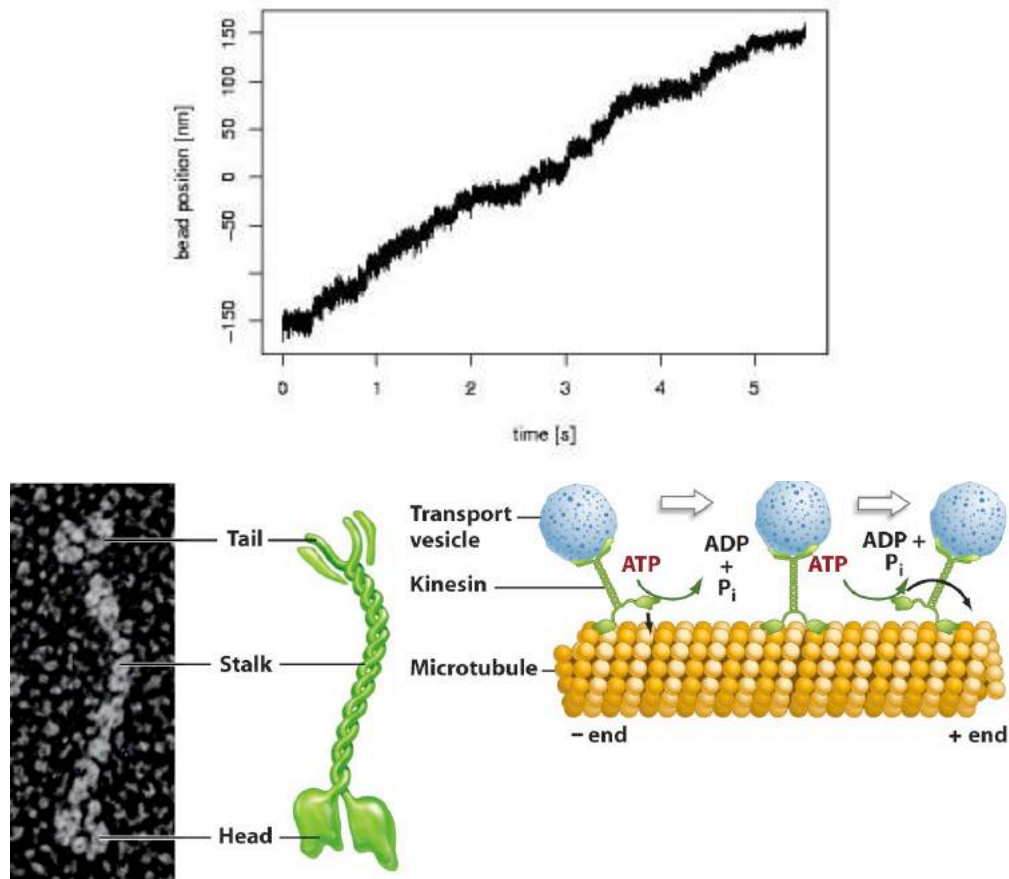 bead position [nm]
150
100
50
0
−50
−150
0 1 2 3 4 5
time [s]
Tail
Stalk
Head
Transport
vesicle
Kinesin
Microtubule
ATP
ADP
+
Pi
ATP
ADP +
Pi
− end
+ end